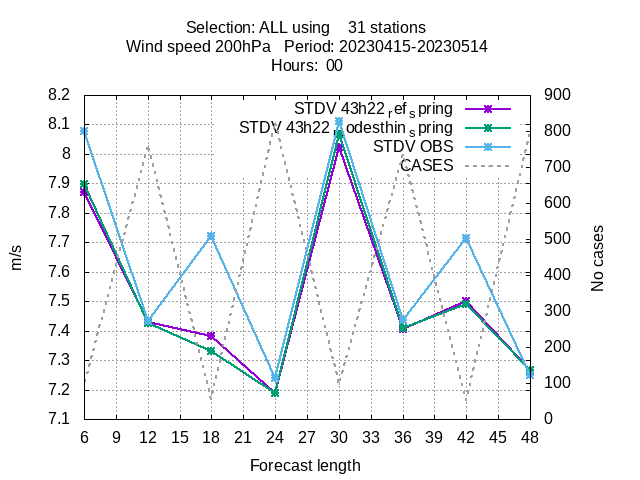 Selection: ALL using 31 stations
Wind speed 200hPa Period: 20230415-20230514
Hours: 00
STDV 43h22 ref spring
STDV 43h22 nodesthin spring
STDV OBS
CASES
8.2
8.1
8
7.9
7.8
7.7
7.6
7.5
7.4
7.3
7.2
7.1
m/s
900
800
700
600
500
400
300
200
100
0
No cases
6 9 12 15 18 21 24 27 30 33 36 39 42 45 48
Forecast length